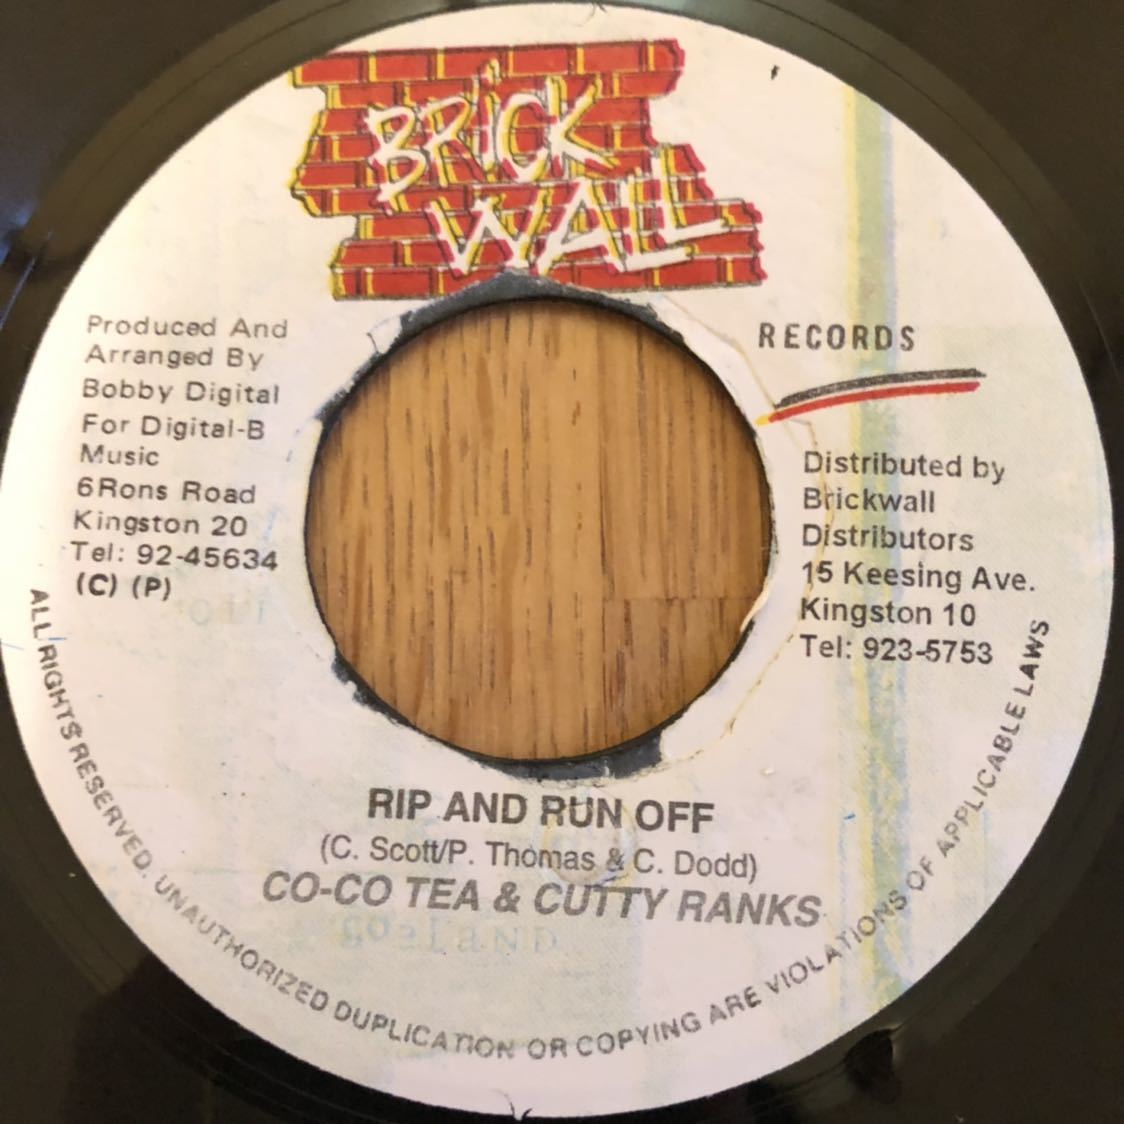 BRICK
WALL
RECORDS
Produced And
Arranged By
Bobby Digital
For Digital-B
Music
6Rons Road
Kingston 20
Tel: 92-45634
(C) (P)
Distributed by
Brickwall
Distributors
15 Keesing Ave.
Kingston 10
Tel: 923-5753
RIP AND RUN OFF
(C. Scott/P. Thomas & C. Dodd)
CO-CO TEA & CUTTY RANKS
ALL RIGHTS RESERVED. UNAUTHORIZED DUPLICATION OR COPYING ARE VIOLATIONS OF APPLICABLE LAWS